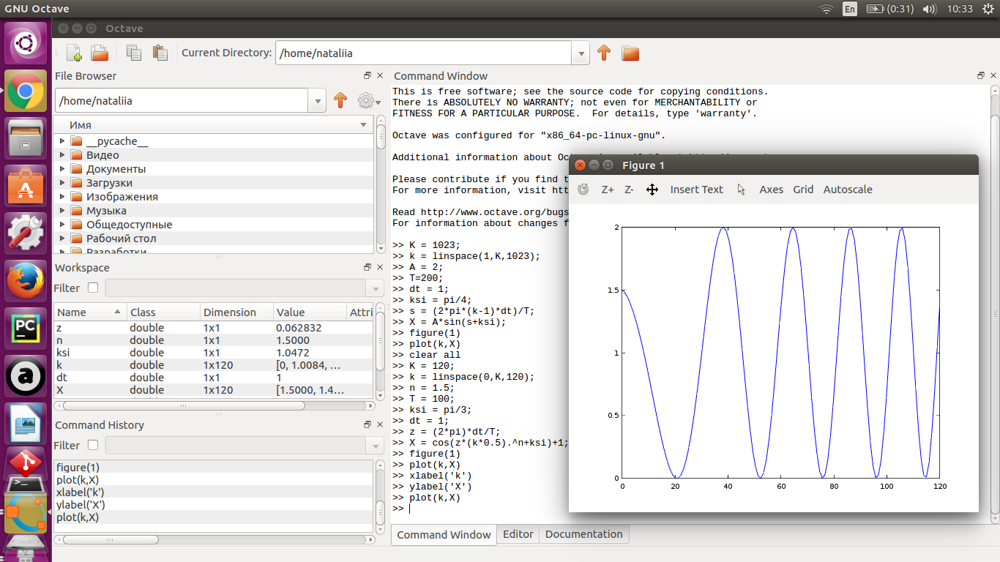 GNU Octave
En
(0:31)
10:33
Octave
Current Directory:
/home/nataliia
File Browser
/home/nataliia
Имя
__pycache__
Видео
Документы
Загрузки
Изображения
Музыка
Общедоступные
Рабочий стол
Разработки
Workspace
Filter
Name Class Dimension Value Attri
z double 1x1 0.062832
n double 1x1 1.5000
ksi double 1x1 1.0472
k double 1x120 [0, 1.0084, ...
dt double 1x1 1
X double 1x120 [1.5000, 1.4...
Command History
Filter
figure(1)
plot(k,X)
xlabel('k')
ylabel('X')
plot(k,X)
Command Window
This is free software; see the source code for copying conditions.
There is ABSOLUTELY NO WARRANTY; not even for MERCHANTABILITY or
FITNESS FOR A PARTICULAR PURPOSE.  For details, type 'warranty'.
Octave was configured for "x86_64-pc-linux-gnu".
Additional information about Oc
Please contribute if you find t
For more information, visit htt
Read http://www.octave.org/bugs
For information about changes f
>> K = 1023;
>> k = linspace(1,K,1023);
>> A = 2;
>> T=200;
>> dt = 1;
>> ksi = pi/4;
>> s = (2*pi*(k-1)*dt)/T;
>> X = A*sin(s+ksi);
>> figure(1)
>> plot(k,X)
>> clear all
>> K = 120;
>> k = linspace(0,K,120);
>> n = 1.5;
>> T = 100;
>> ksi = pi/3;
>> dt = 1;
>> z = (2*pi)*dt/T;
>> X = cos(z*(k*0.5).^n+ksi)+1;
>> figure(1)
>> plot(k,X)
>> xlabel('k')
>> ylabel('X')
>> plot(k,X)
>>
Command Window
Editor
Documentation
Figure 1
Z+ Z- Insert Text Axes Grid Autoscale
2
1.5
1
0.5
0
0 20 40 60 80 100 120
PC
a